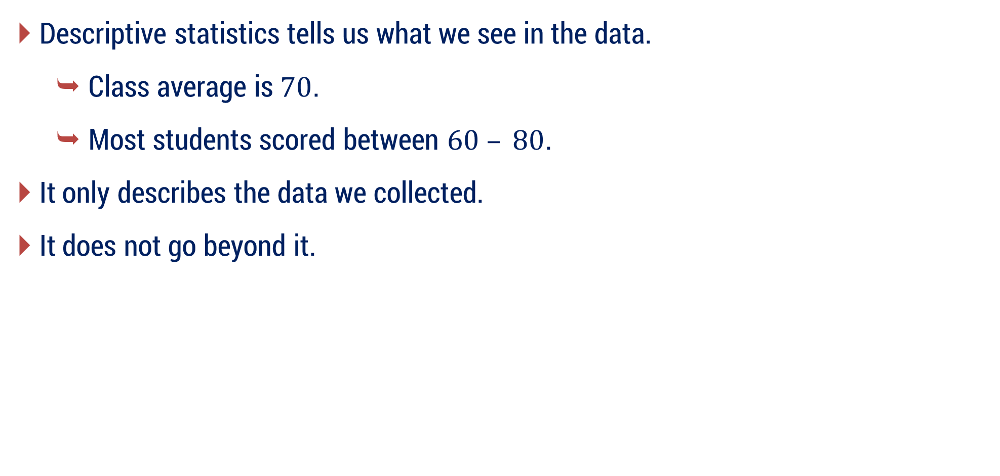 Descriptive statistics tells us what we see in the data.
Class average is 70.
Most students scored between 60 – 80.
It only describes the data we collected.
It does not go beyond it.